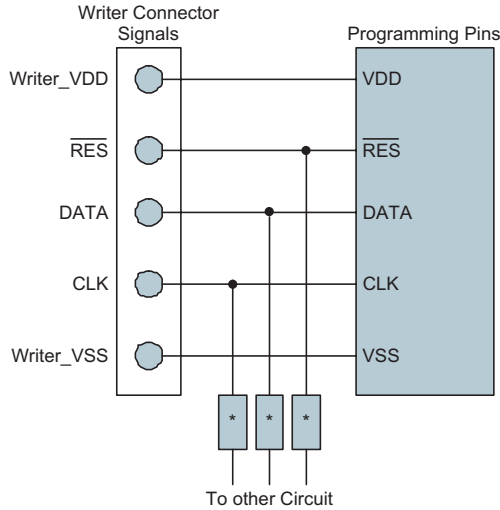 Writer Connector
Signals
Programming Pins
Writer_VDD
VDD
RES
RES
DATA
DATA
CLK
CLK
Writer_VSS
VSS
* * *
To other Circuit